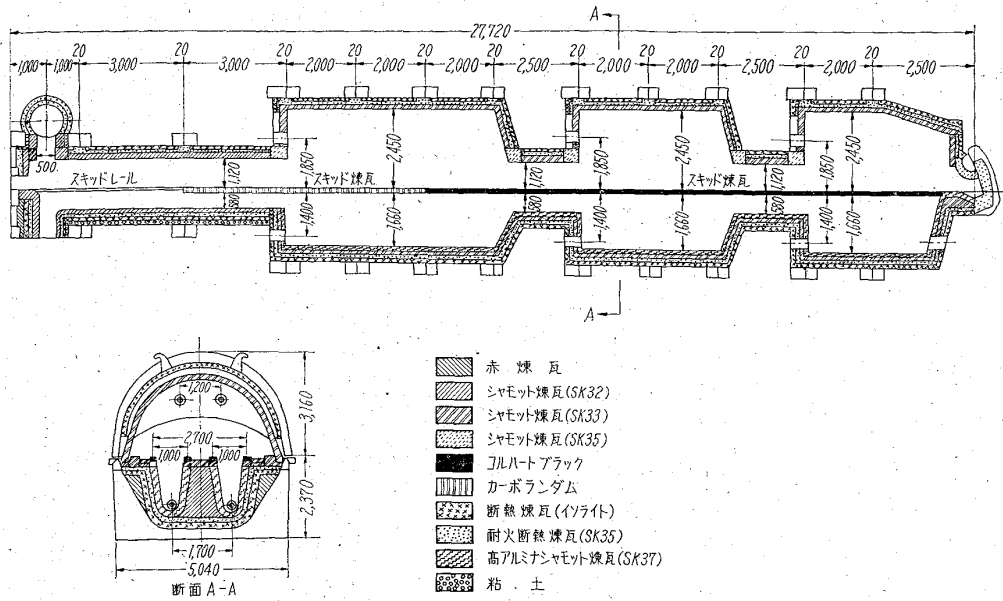 A
27,720
20 20 20 20 20 20 20 20 20 20 20
1,000 1,000 3,000 3,000 2,000 2,000 2,000 2,500 2,000 2,000 2,500 2,000 2,500
500
1,120 1,850 2,450 1,120 1,850 2,450 1,120 1,850 2,450
スキッドレール スキッド煉瓦 スキッド煉瓦
580 1,400 1,660 580 1,400 1,660 580 1,400 1,660
A
1,200
3,160
2,700
1,000 1,000
2,370
1,700
5,040
断面 A-A
赤煉瓦
シャモット煉瓦(SK32)
シャモット煉瓦(SK33)
シャモット煉瓦(SK35)
コルハートブラック
カーボランダム
断熱煉瓦(イソライト)
耐火断熱煉瓦(SK35)
高アルミナシャモット煉瓦(SK37)
粘土